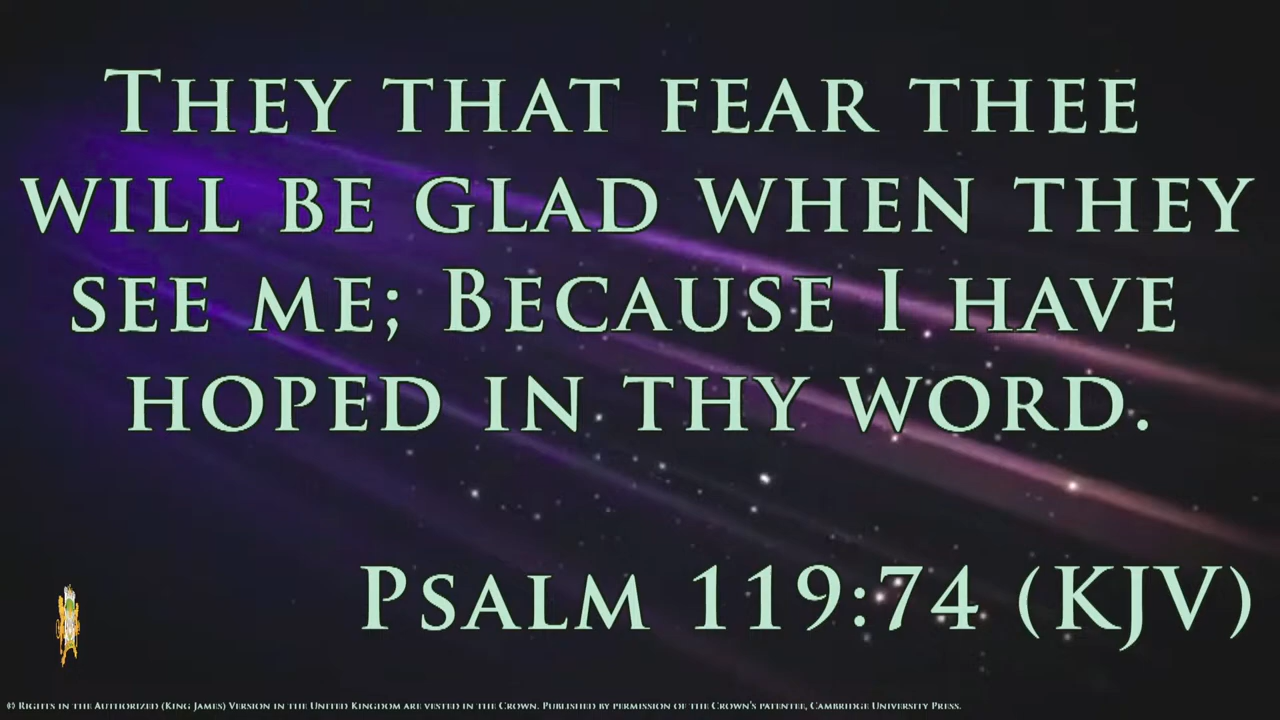 They that fear thee
will be glad when they
see me; Because I have
hoped in thy word.
Psalm 119:74 (KJV)
© Rights in the Authorized (King James) Version in the United Kingdom are vested in the Crown. Published by permission of the Crown's patentee, Cambridge University Press.